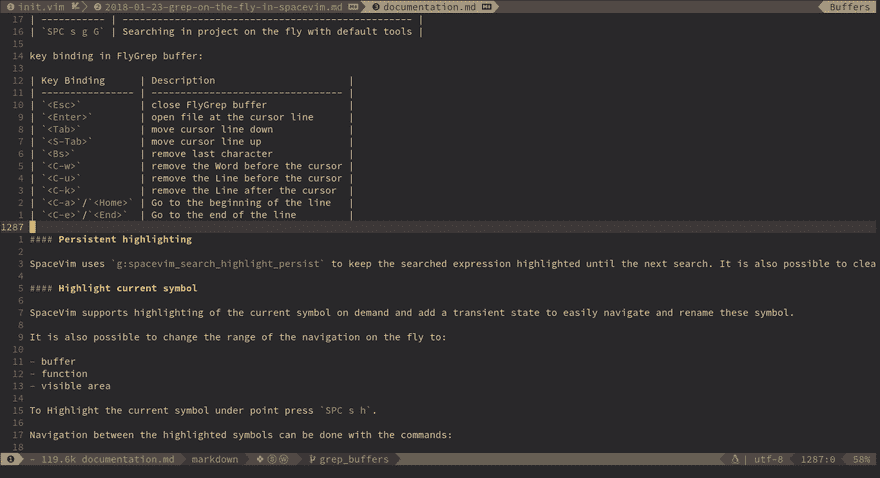 ❶ init.vim ❷ 2018-01-23-grep-on-the-fly-in-spacevim.md ❸ documentation.md Buffers
17 | ----------- | ------------------------------------------------ |
16 | `SPC s g G` | Searching in project on the fly with default tools |
15
14 key binding in FlyGrep buffer:
13
12 | Key Binding | Description |
11 | ---------------- | --------------------------------- |
10 | `<Esc>` | close FlyGrep buffer |
9 | `<Enter>` | open file at the cursor line |
8 | `<Tab>` | move cursor line down |
7 | `<S-Tab>` | move cursor line up |
6 | `<Bs>` | remove last character |
5 | `<C-w>` | remove the Word before the cursor |
4 | `<C-u>` | remove the Line before the cursor |
3 | `<C-k>` | remove the Line after the cursor |
2 | `<C-a>`/`<Home>` | Go to the beginning of the line |
1 | `<C-e>`/`<End>` | Go to the end of the line |
1287
1 #### Persistent highlighting
2
3 SpaceVim uses `g:spacevim_search_highlight_persist` to keep the searched expression highlighted until the next search. It is also possible to clea
4
5 #### Highlight current symbol
6
7 SpaceVim supports highlighting of the current symbol on demand and add a transient state to easily navigate and rename these symbol.
8
9 It is also possible to change the range of the navigation on the fly to:
10
11 - buffer
12 - function
13 - visible area
14
15 To Highlight the current symbol under point press `SPC s h`.
16
17 Navigation between the highlighted symbols can be done with the commands:
18
❶ - 119.6k documentation.md markdown ❖ ⓢ ⓦ grep_buffers | utf-8 1287:0 58%